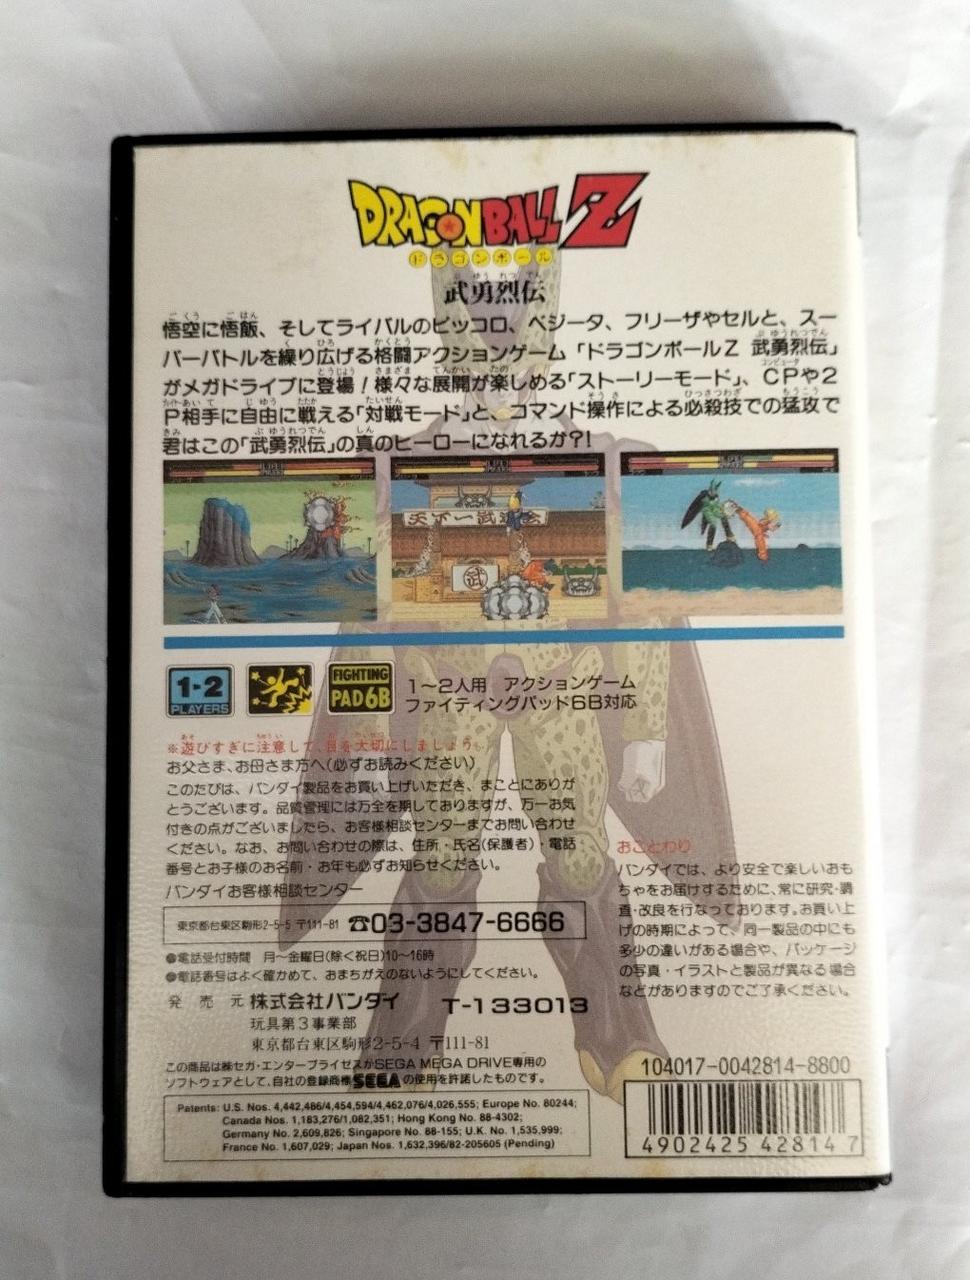 DRAGONBALL Z
ドラゴンボール
ぶゆうれつでん
武勇烈伝
悟空に悟飯、そしてライバルのピッコロ、ベジータ、フリーザやセルと、スー
パーバトルを繰り広げる格闘アクションゲーム「ドラゴンボールZ 武勇烈伝」
がメガドライブに登場！様々な展開が楽しめる「ストーリーモード」、CPや2
P相手に自由に戦える「対戦モード」と、コマンド操作による必殺技での猛攻で
君はこの「武勇烈伝」の真のヒーローになれるか?!
天下一武道会
武
1-2
PLAYERS
FIGHTING
PAD6B
1〜2人用 アクションゲーム
ファイティングパッド6B対応
※遊びすぎに注意して、目を大切にしましょう。
お父さま、お母さま方へ(必ずお読みください)
このたびは、バンダイ製品をお買い上げいただき、まことにありが
とうございます。品質管理には万全を期しておりますが、万一お気
付きの点がございましたら、お客様相談センターまでお問い合わせ
ください。なお、お問い合わせの際は、住所・氏名(保護者)・電話
番号とお子様のお名前・お年も必ずお知らせください。
バンダイお客様相談センター
東京都台東区駒形2-5-5 〒111-81 ☎03-3847-6666
●電話受付時間 月〜金曜日(除く祝日)10〜16時
●電話番号はよく確かめて、おまちがえのないようにしてください。
発売元 株式会社バンダイ T-133013
玩具第3事業部
東京都台東区駒形2-5-4 〒111-81
この商品は㈱セガ・エンタープライゼスがSEGA MEGA DRIVE専用の
ソフトウェアとして、自社の登録商標SEGAの使用を許諾したものです。
Patents: U.S. Nos. 4,442,486/4,454,594/4,462,076/4,026,555; Europe No. 80244;
Canada Nos. 1,183,276/1,082,351; Hong Kong No. 88-4302;
Germany No. 2,609,826; Singapore No. 88-155; U.K. No. 1,535,999;
France No. 1,607,029; Japan Nos. 1,632,396/82-205605 (Pending)
おことわり
バンダイでは、より安全で楽しいおも
ちゃをお届けするために、常に研究・調
査・改良を行なっております。お買い上
げの時期によって、同一製品の中にも
多少の違いがある場合や、パッケージ
の写真・イラストと製品が異なる場合
などがありますのでご了承ください。
104017-0042814-8800
4902425 428147